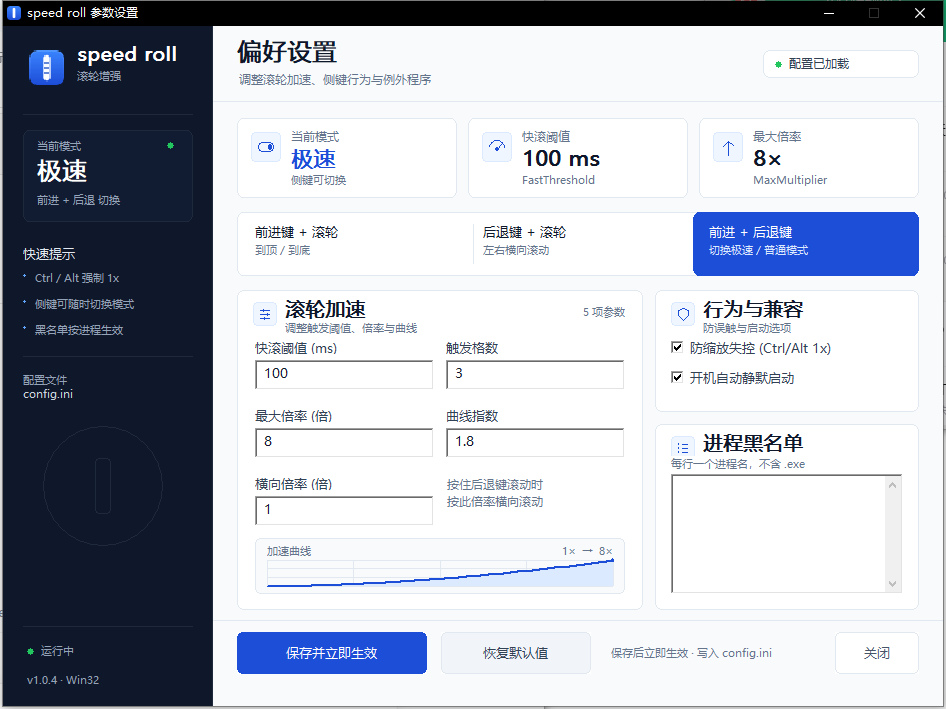 speed roll 参数设置
speed roll
滚轮增强
当前模式
极速
前进 + 后退 切换
快速提示
Ctrl / Alt 强制 1x
侧键可随时切换模式
黑名单按进程生效
配置文件
config.ini
运行中
v1.0.4 · Win32
偏好设置
调整滚轮加速、侧键行为与例外程序
配置已加载
当前模式
极速
侧键可切换
快滚阈值
100 ms
FastThreshold
最大倍率
8×
MaxMultiplier
前进键 + 滚轮
到顶 / 到底
后退键 + 滚轮
左右横向滚动
前进 + 后退键
切换极速 / 普通模式
滚轮加速
调整触发阈值、倍率与曲线
5 项参数
快滚阈值 (ms)
触发格数
100
3
最大倍率 (倍)
曲线指数
8
1.8
横向倍率 (倍)
1
按住后退键滚动时
按此倍率横向滚动
加速曲线
1× → 8×
行为与兼容
防误触与启动选项
防缩放失控 (Ctrl/Alt 1x)
开机自动静默启动
进程黑名单
每行一个进程名，不含 .exe
保存并立即生效
恢复默认值
保存后立即生效 · 写入 config.ini
关闭